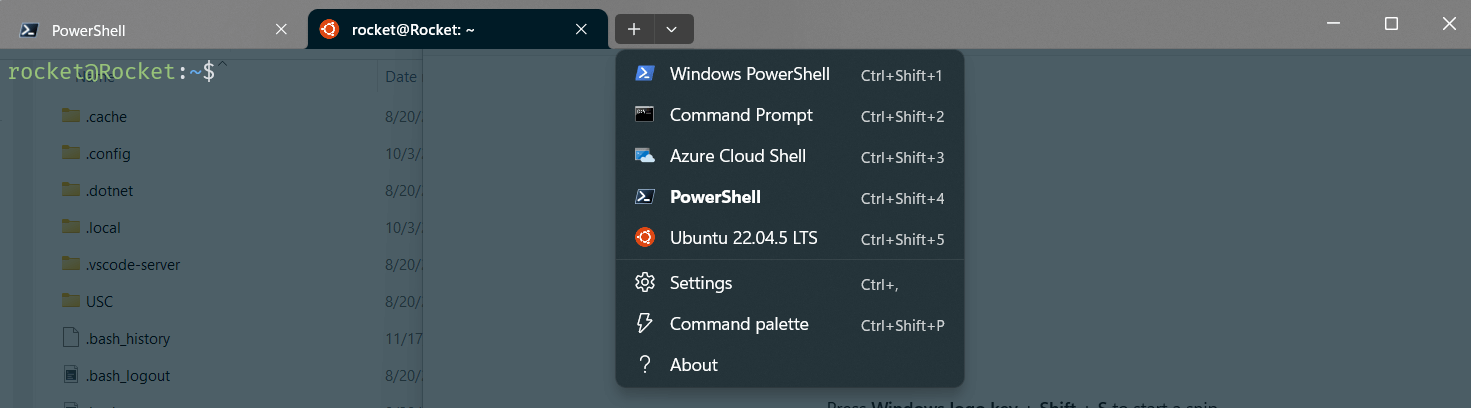 PowerShell
rocket@Rocket: ~
rocket@Rocket:~$
Name
Date
.cache
8/20/
.config
10/3/
.dotnet
8/20/
.local
10/3/
.vscode-server
8/20/
USC
8/20/
.bash_history
11/17
.bash_logout
8/20/
Windows PowerShell Ctrl+Shift+1
Command Prompt Ctrl+Shift+2
Azure Cloud Shell Ctrl+Shift+3
PowerShell Ctrl+Shift+4
Ubuntu 22.04.5 LTS Ctrl+Shift+5
Settings Ctrl+,
Command palette Ctrl+Shift+P
About
Press Windows logo key + Shift + S to start a snip